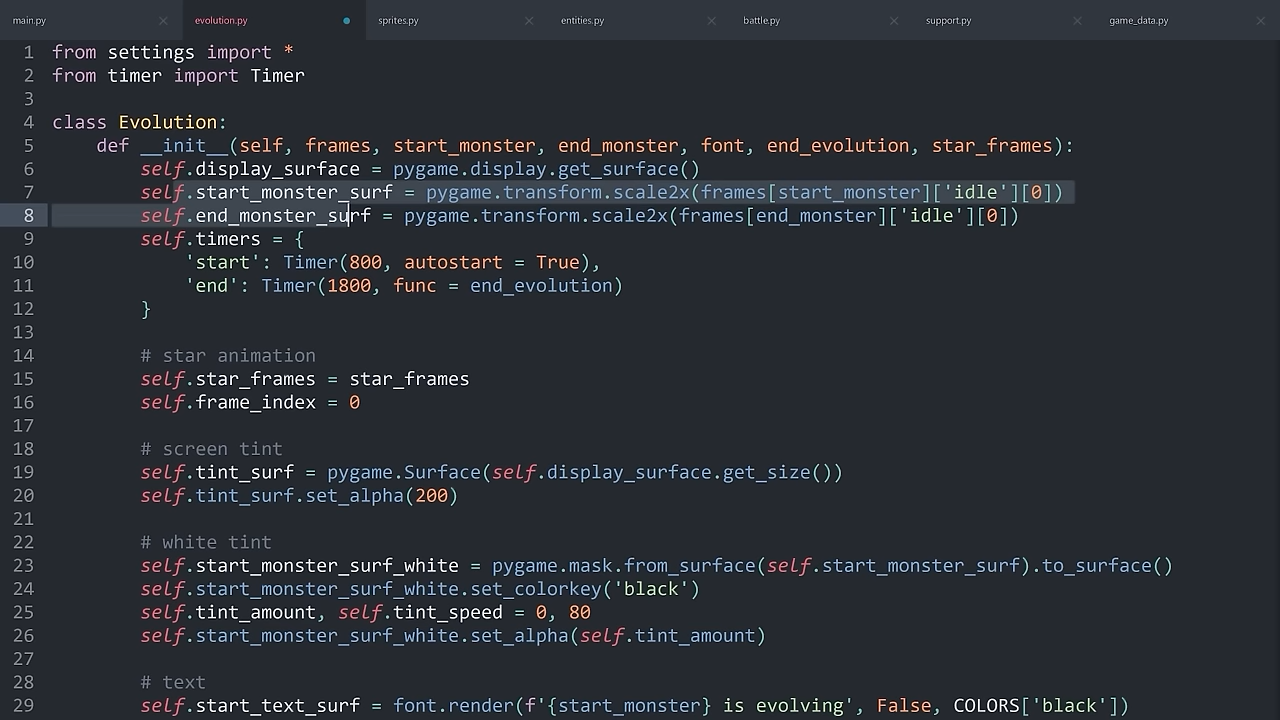 main.py evolution.py sprites.py entities.py battle.py support.py game_data.py
1 from settings import *
2 from timer import Timer
3
4 class Evolution:
5     def __init__(self, frames, start_monster, end_monster, font, end_evolution, star_frames):
6         self.display_surface = pygame.display.get_surface()
7         self.start_monster_surf = pygame.transform.scale2x(frames[start_monster]['idle'][0])
8         self.end_monster_surf = pygame.transform.scale2x(frames[end_monster]['idle'][0])
9         self.timers = {
10             'start': Timer(800, autostart = True),
11             'end': Timer(1800, func = end_evolution)
12         }
13
14         # star animation
15         self.star_frames = star_frames
16         self.frame_index = 0
17
18         # screen tint
19         self.tint_surf = pygame.Surface(self.display_surface.get_size())
20         self.tint_surf.set_alpha(200)
21
22         # white tint
23         self.start_monster_surf_white = pygame.mask.from_surface(self.start_monster_surf).to_surface()
24         self.start_monster_surf_white.set_colorkey('black')
25         self.tint_amount, self.tint_speed = 0, 80
26         self.start_monster_surf_white.set_alpha(self.tint_amount)
27
28         # text
29         self.start_text_surf = font.render(f'{start_monster} is evolving', False, COLORS['black'])